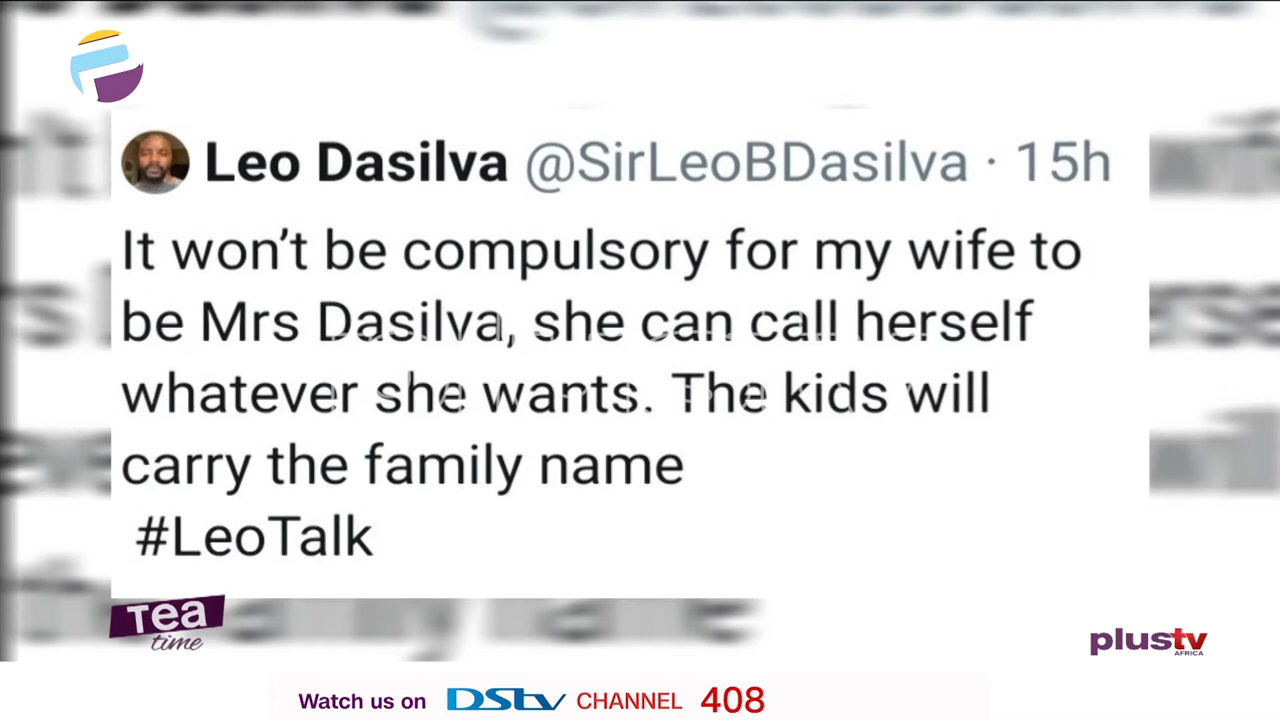 Leo Dasilva @SirLeoBDasilva · 15h
It won’t be compulsory for my wife to
be Mrs Dasilva, she can call herself
whatever she wants. The kids will
carry the family name
#LeoTalk
Tea
time
plustv
AFRICA
Watch us on DStv CHANNEL 408